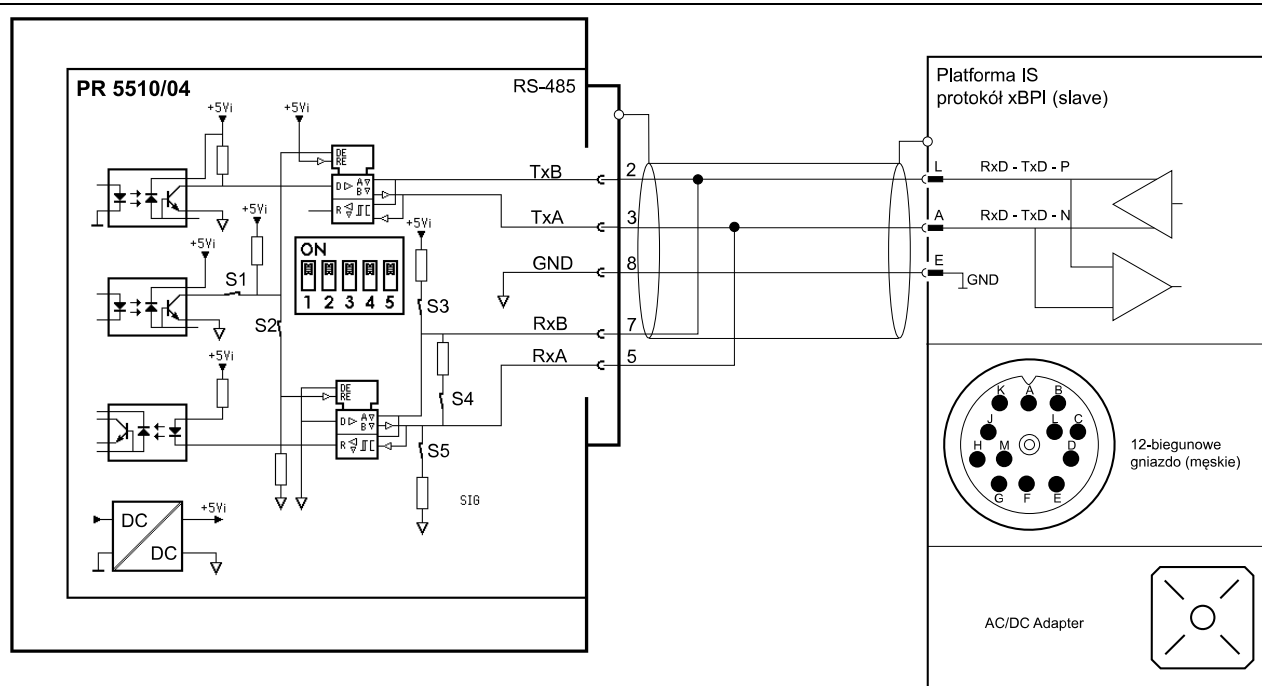 PR 5510/04
RS-485
Platforma IS
protokół xBPI (slave)
+5Vi
+5Vi
DE
RE
D A
B
R
TxB
2
L
RxD - TxD - P
TxA
3
A
RxD - TxD - N
+5Vi
+5Vi
+5Vi
ON
1 2 3 4 5
GND
8
E
GND
S1
S2
S3
RxB
7
RxA
5
+5Vi
DE
RE
D A
B
R
S4
S5
SIG
K A B
J L C
H M D
G F E
12-biegunowe
gniazdo (męskie)
DC
DC
+5Vi
AC/DC Adapter